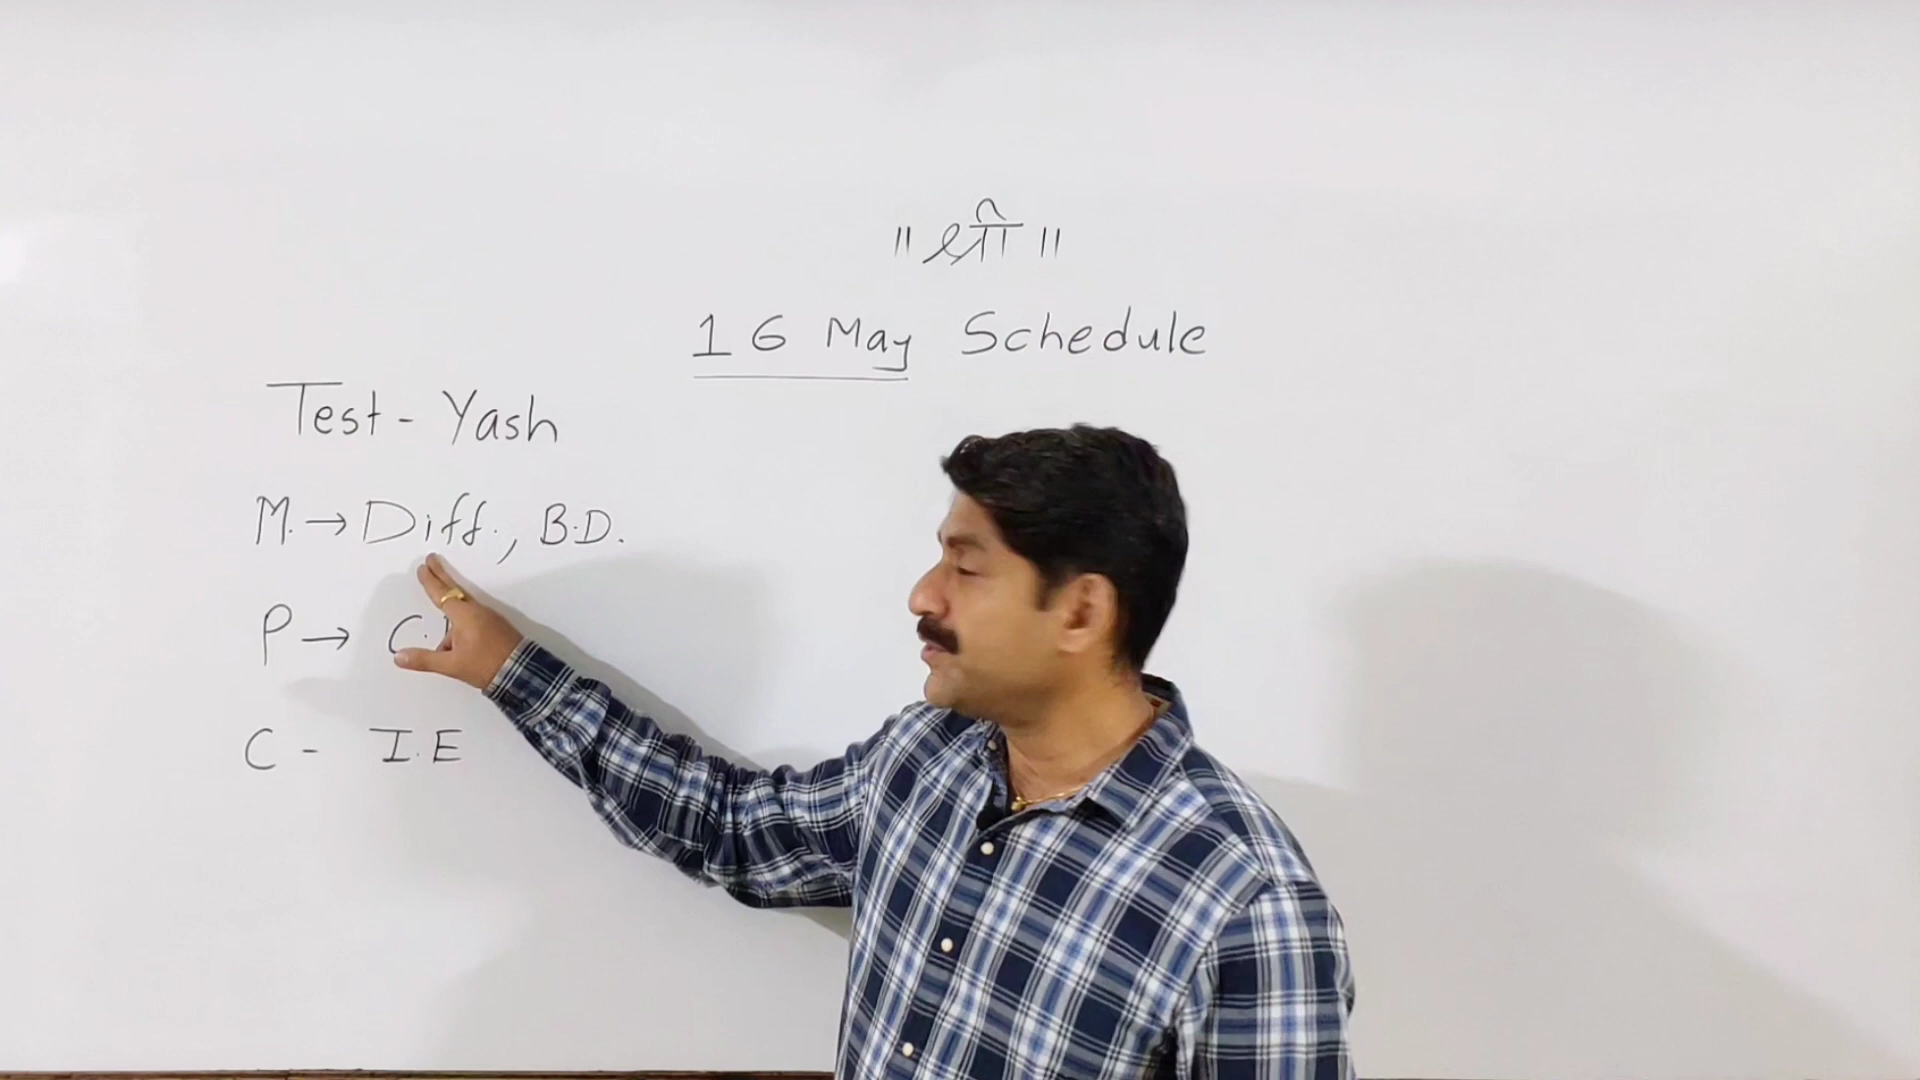 ॥ श्री ॥
16 May Schedule
Test - Yash
M. → Diff., B.D.
P →
C - I.E